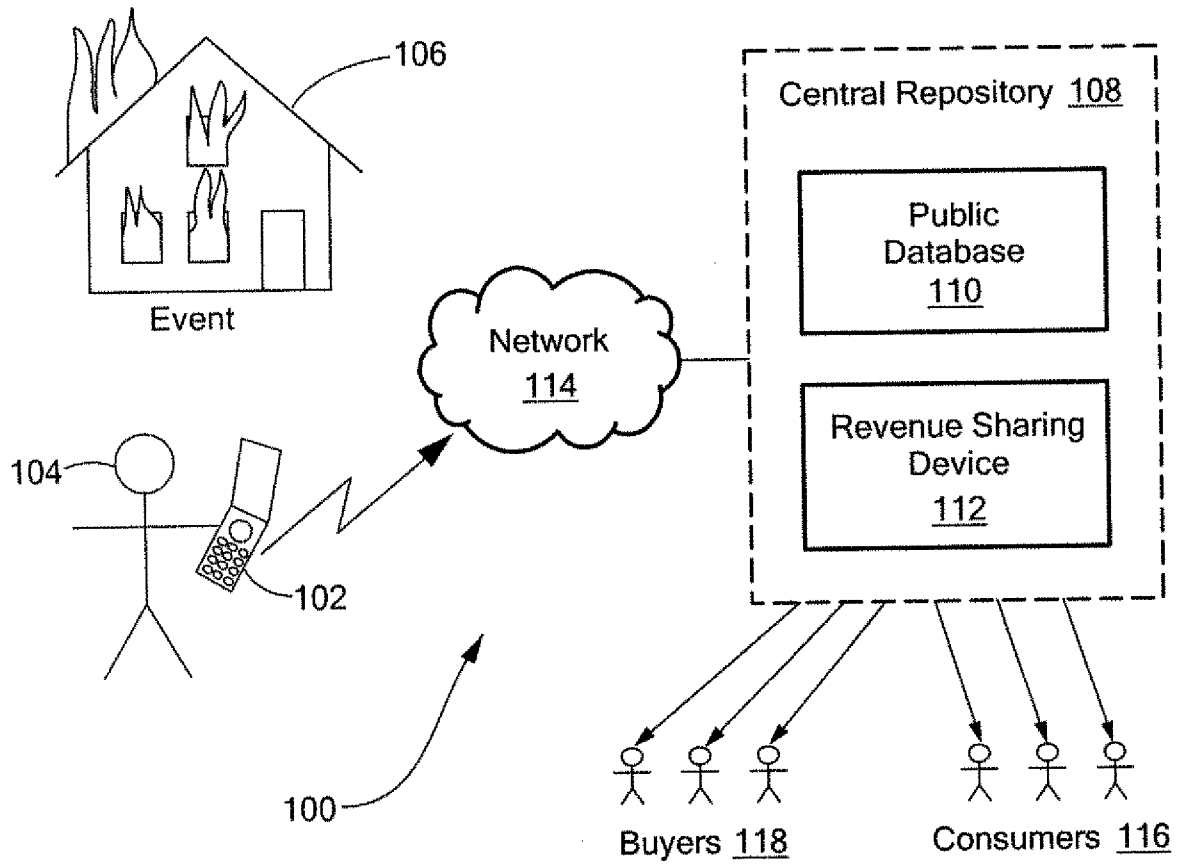 106
Event
104
102
100
Network
114
Central Repository 108
Public
Database
110
Revenue Sharing
Device
112
Buyers 118
Consumers 116